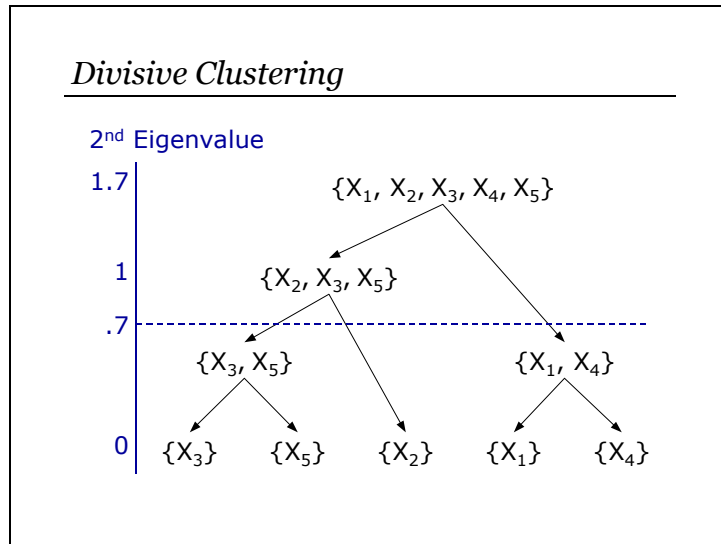 Divisive Clustering
2nd Eigenvalue
1.7
{X1, X2, X3, X4, X5}
1
{X2, X3, X5}
.7
{X3, X5}
{X1, X4}
0
{X3}
{X5}
{X2}
{X1}
{X4}